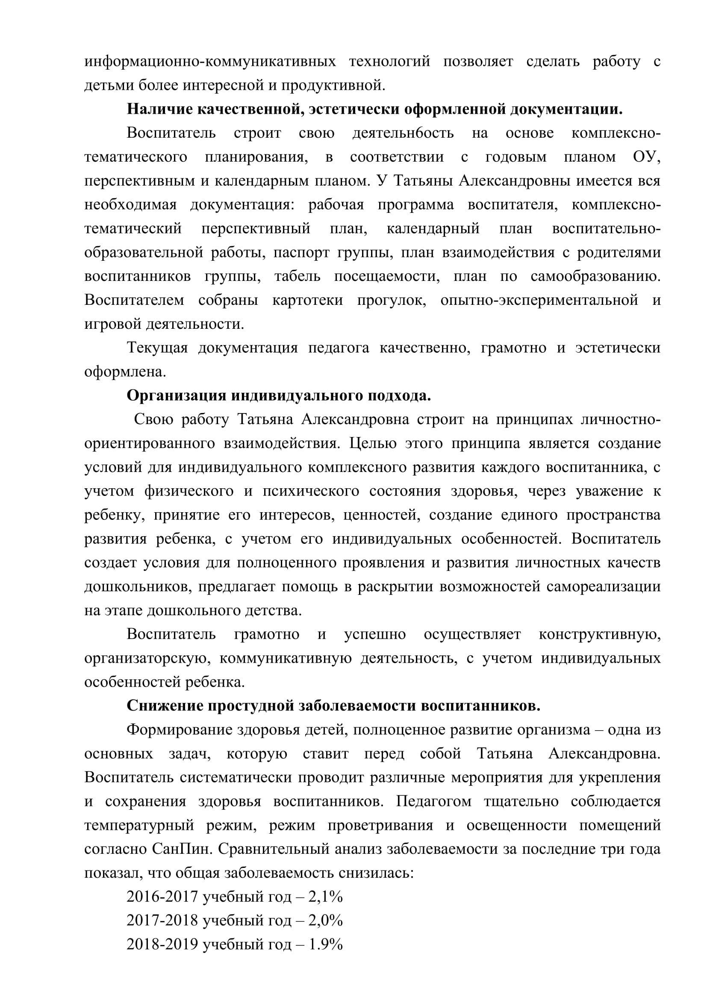 информационно-коммуникативных технологий позволяет сделать работу с
детьми более интересной и продуктивной.
Наличие качественной, эстетически оформленной документации.
Воспитатель строит свою деятельн6ость на основе комплексно-
тематического планирования, в соответствии с годовым планом ОУ,
перспективным и календарным планом. У Татьяны Александровны имеется вся
необходимая документация: рабочая программа воспитателя, комплексно-
тематический перспективный план, календарный план воспитательно-
образовательной работы, паспорт группы, план взаимодействия с родителями
воспитанников группы, табель посещаемости, план по самообразованию.
Воспитателем собраны картотеки прогулок, опытно-экспериментальной и
игровой деятельности.
Текущая документация педагога качественно, грамотно и эстетически
оформлена.
Организация индивидуального подхода.
Свою работу Татьяна Александровна строит на принципах личностно-
ориентированного взаимодействия. Целью этого принципа является создание
условий для индивидуального комплексного развития каждого воспитанника, с
учетом физического и психического состояния здоровья, через уважение к
ребенку, принятие его интересов, ценностей, создание единого пространства
развития ребенка, с учетом его индивидуальных особенностей. Воспитатель
создает условия для полноценного проявления и развития личностных качеств
дошкольников, предлагает помощь в раскрытии возможностей самореализации
на этапе дошкольного детства.
Воспитатель грамотно и успешно осуществляет конструктивную,
организаторскую, коммуникативную деятельность, с учетом индивидуальных
особенностей ребенка.
Снижение простудной заболеваемости воспитанников.
Формирование здоровья детей, полноценное развитие организма – одна из
основных задач, которую ставит перед собой Татьяна Александровна.
Воспитатель систематически проводит различные мероприятия для укрепления
и сохранения здоровья воспитанников. Педагогом тщательно соблюдается
температурный режим, режим проветривания и освещенности помещений
согласно СанПин. Сравнительный анализ заболеваемости за последние три года
показал, что общая заболеваемость снизилась:
2016-2017 учебный год – 2,1%
2017-2018 учебный год – 2,0%
2018-2019 учебный год – 1.9%